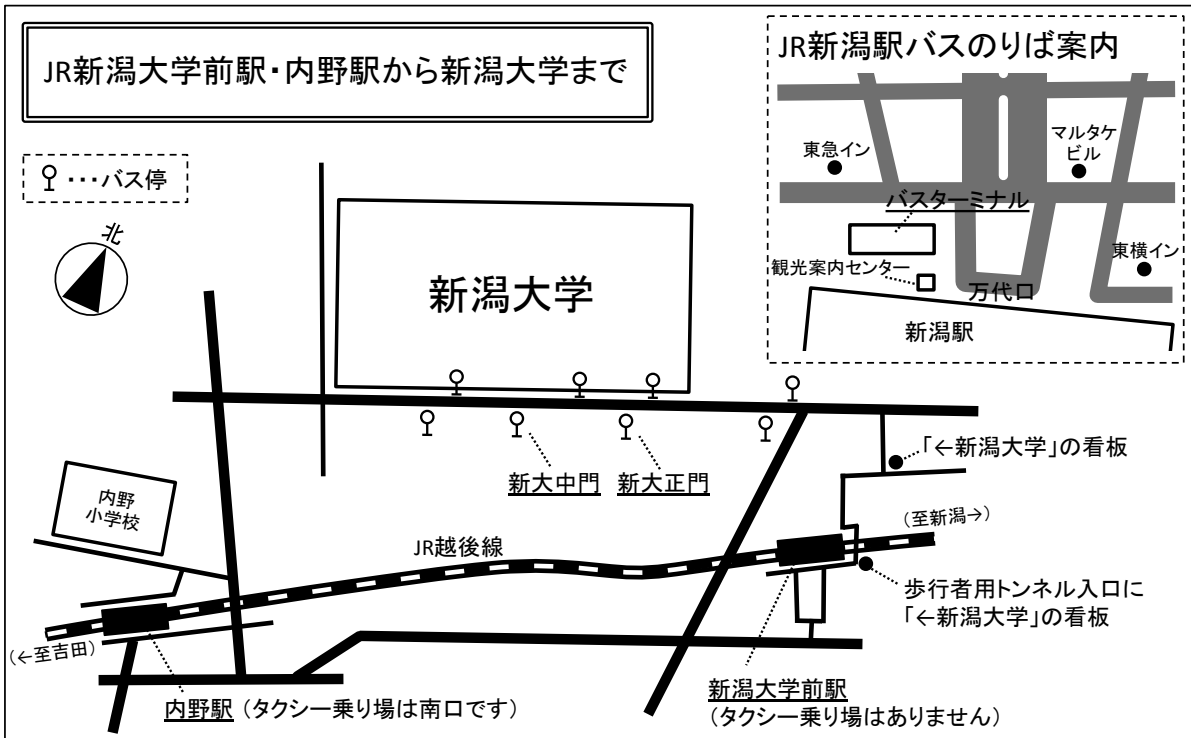 JR新潟大学前駅・内野駅から新潟大学まで
・・・バス停
北
新潟大学
新大中門
新大正門
「←新潟大学」の看板
内野
小学校
JR越後線
(至新潟→)
歩行者用トンネル入口に
「←新潟大学」の看板
(←至吉田)
内野駅 (タクシー乗り場は南口です)
新潟大学前駅
(タクシー乗り場はありません)
JR新潟駅バスのりば案内
東急イン
マルタケ
ビル
バスターミナル
観光案内センター
東横イン
万代口
新潟駅